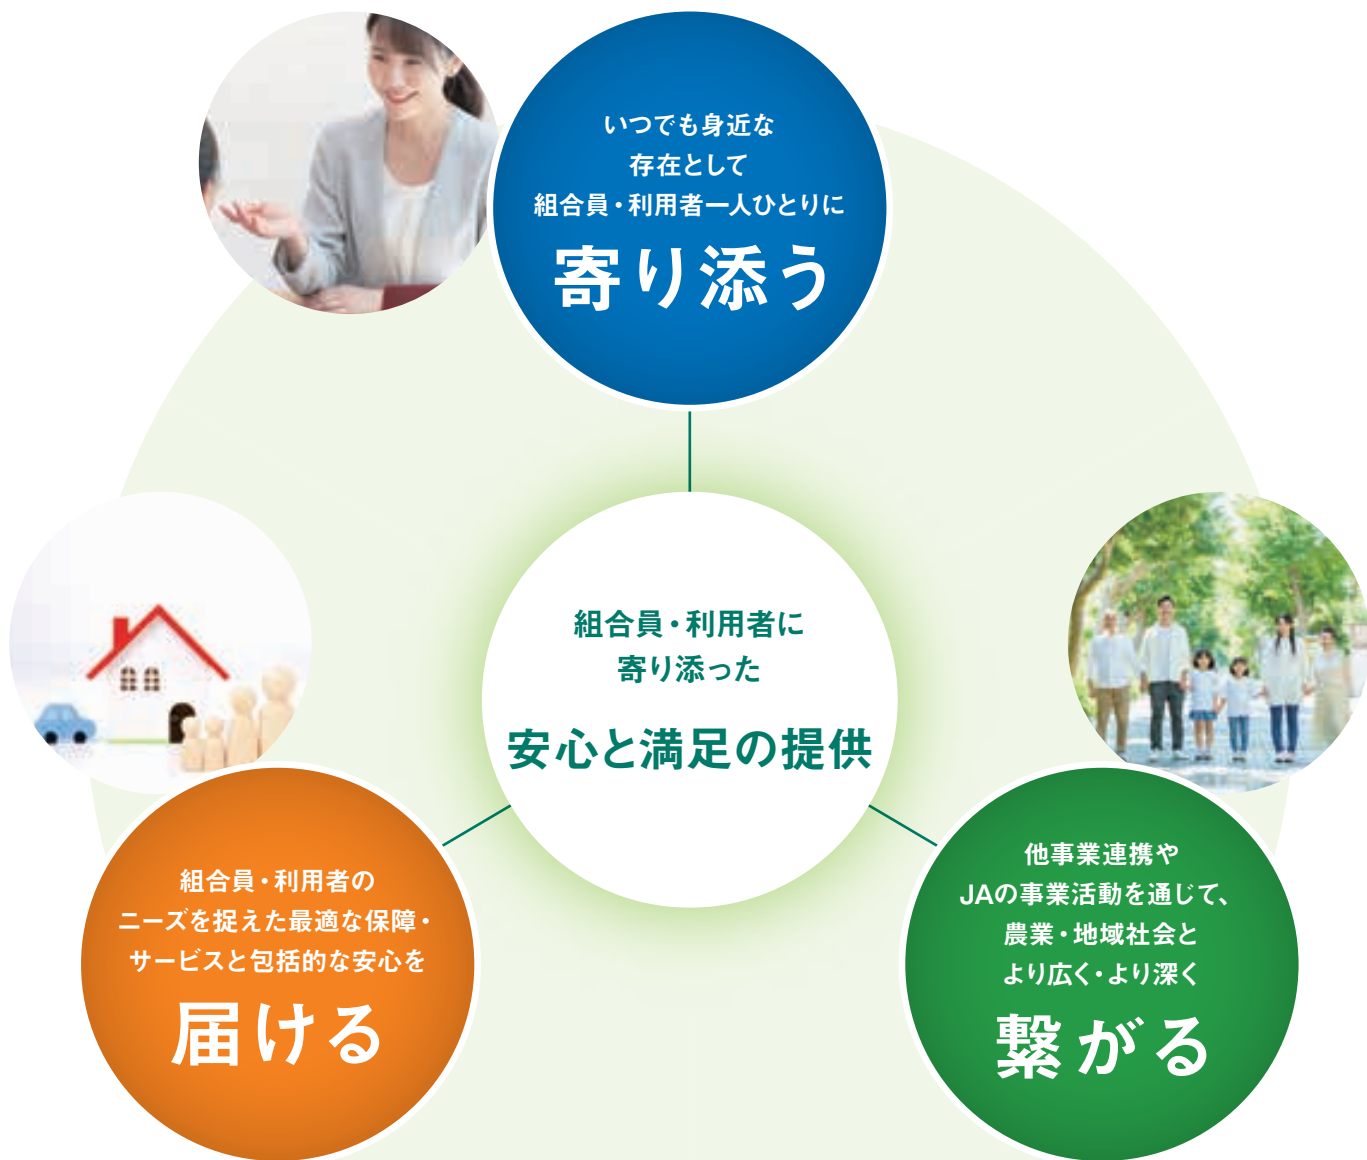 いつでも身近な
存在として
組合員・利用者一人ひとりに
寄り添う
組合員・利用者に
寄り添った
安心と満足の提供
組合員・利用者の
ニーズを捉えた最適な保障・
サービスと包括的な安心を
届ける
他事業連携や
JAの事業活動を通じて、
農業・地域社会と
より広く・より深く
繋がる